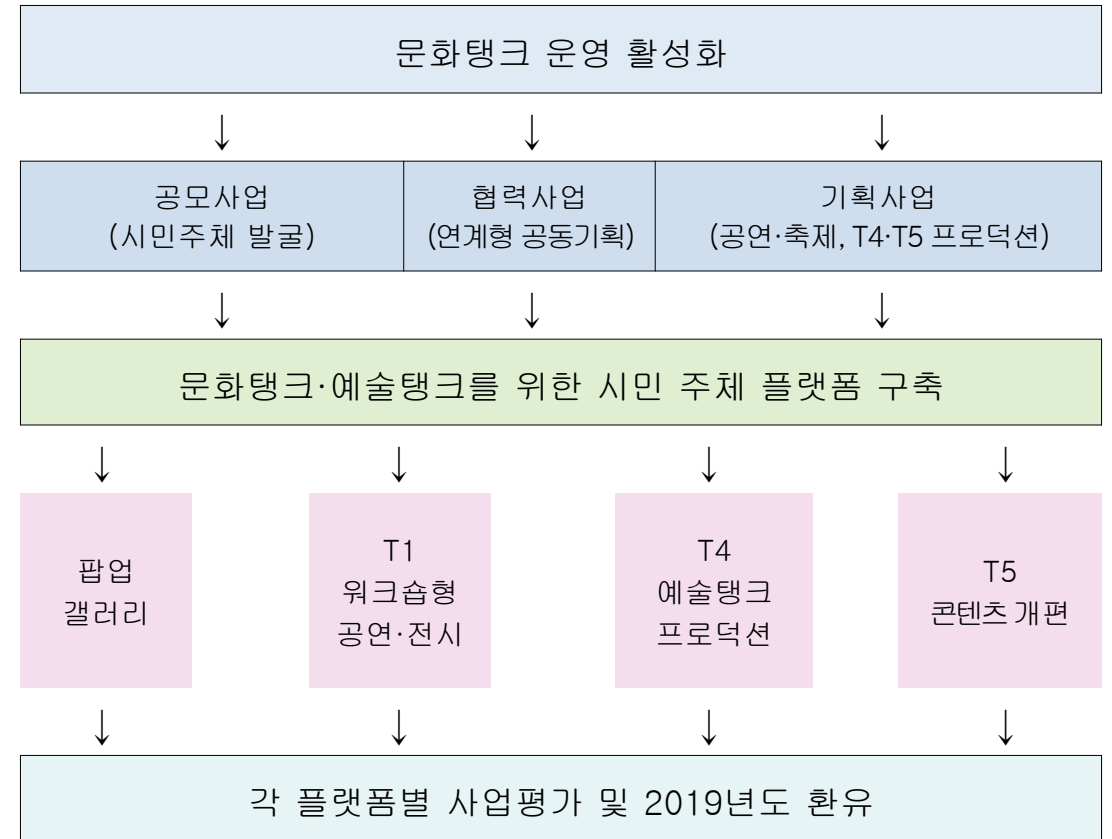 문화탱크 운영 활성화
↓ ↓ ↓
공모사업
(시민주체 발굴)
협력사업
(연계형 공동기획)
기획사업
(공연·축제, T4·T5 프로덕션)
↓ ↓ ↓
문화탱크·예술탱크를 위한 시민 주체 플랫폼 구축
↓ ↓ ↓ ↓
팝업
갤러리
T1
워크숍형
공연·전시
T4
예술탱크
프로덕션
T5
콘텐츠 개편
↓ ↓ ↓ ↓
각 플랫폼별 사업평가 및 2019년도 환유